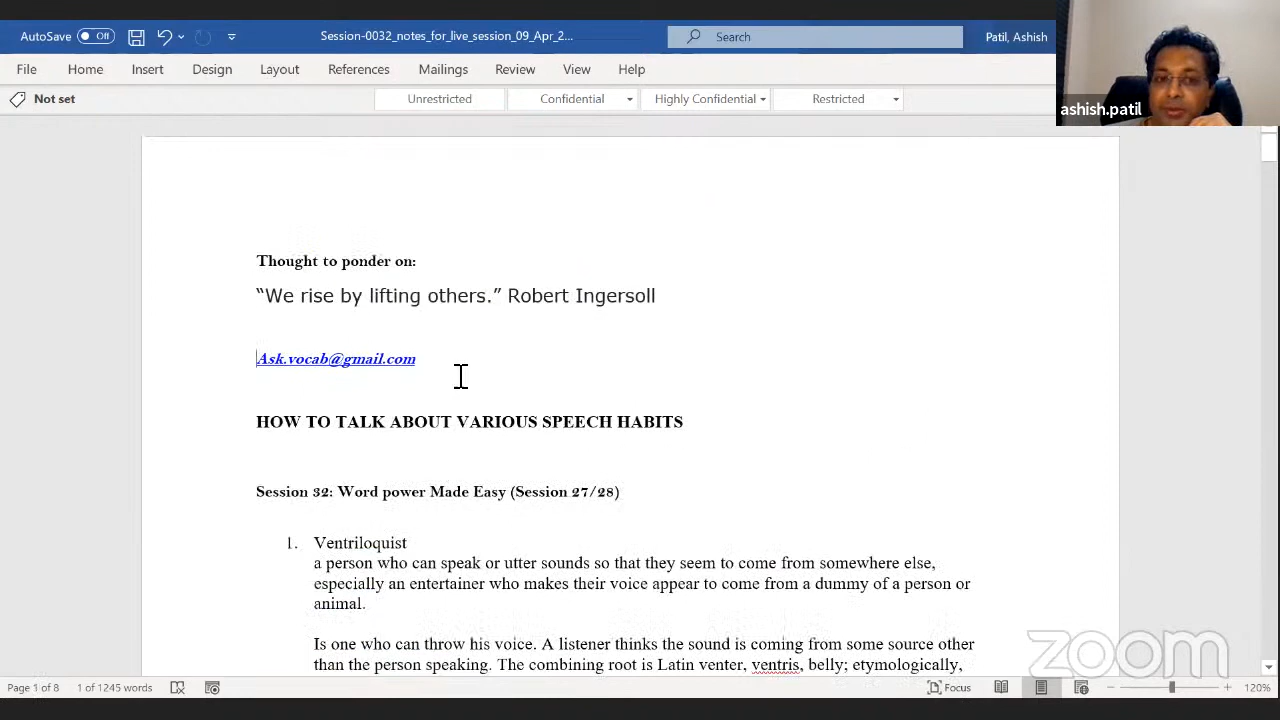 AutoSave Off Session-0032_notes_for_live_session_09_Apr_2... Search Patil, Ashish
File Home Insert Design Layout References Mailings Review View Help
Not set Unrestricted Confidential Highly Confidential Restricted
ashish.patil
Thought to ponder on:
“We rise by lifting others.” Robert Ingersoll
Ask.vocab@gmail.com
HOW TO TALK ABOUT VARIOUS SPEECH HABITS
Session 32: Word power Made Easy (Session 27/28)
1. Ventriloquist
a person who can speak or utter sounds so that they seem to come from somewhere else,
especially an entertainer who makes their voice appear to come from a dummy of a person or
animal.
Is one who can throw his voice. A listener thinks the sound is coming from some source other
than the person speaking. The combining root is Latin venter, ventris, belly; etymologically,
zoom
Page 1 of 8 1 of 1245 words Focus 120%